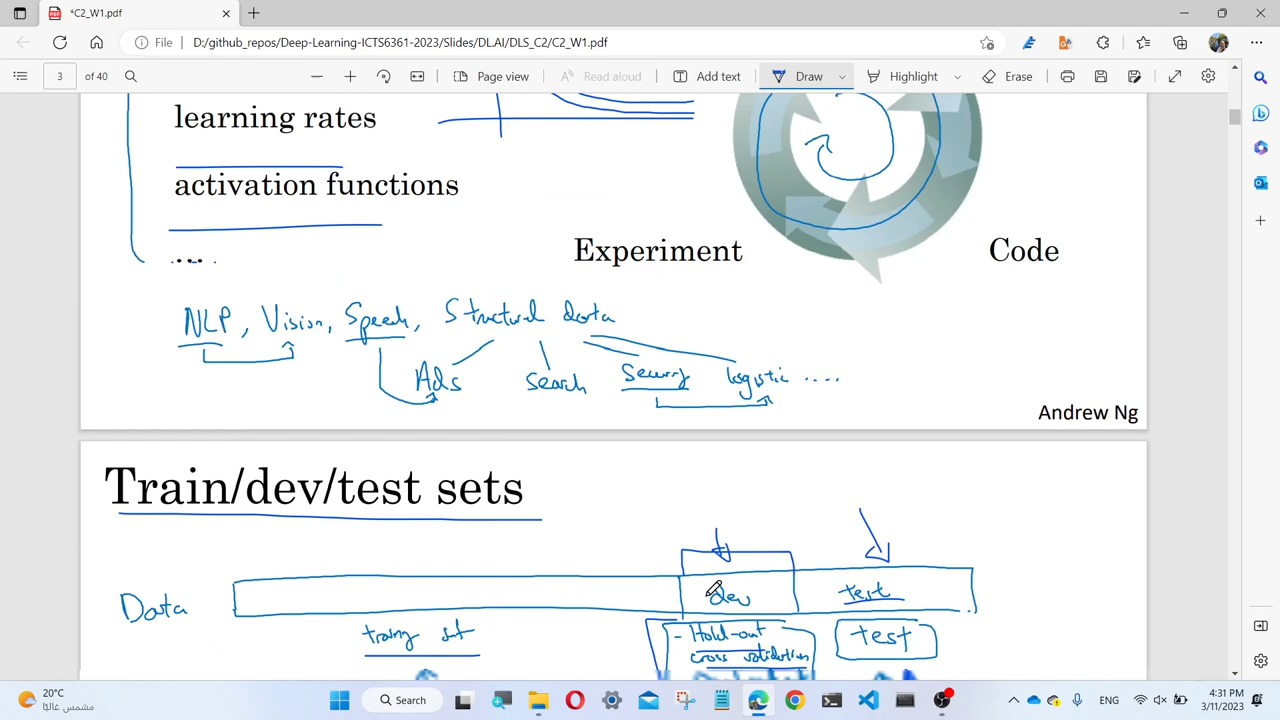 *C2_W1.pdf
File
D:/github_repos/Deep-Learning-ICTS6361-2023/Slides/DL.AI/DLS_C2/C2_W1.pdf
3 of 40
Page view
Read aloud
Add text
Draw
Highlight
Erase
learning rates
activation functions
....
Experiment
Code
NLP, Vision, Speech, Structural data
Ads Search Security logistic ....
Andrew Ng
Train/dev/test sets
Data
dev
test
training set
- Hold-out
cross validation
test
20°C
مشمس غالبًا
Search
ENG
4:31 PM
3/11/2023